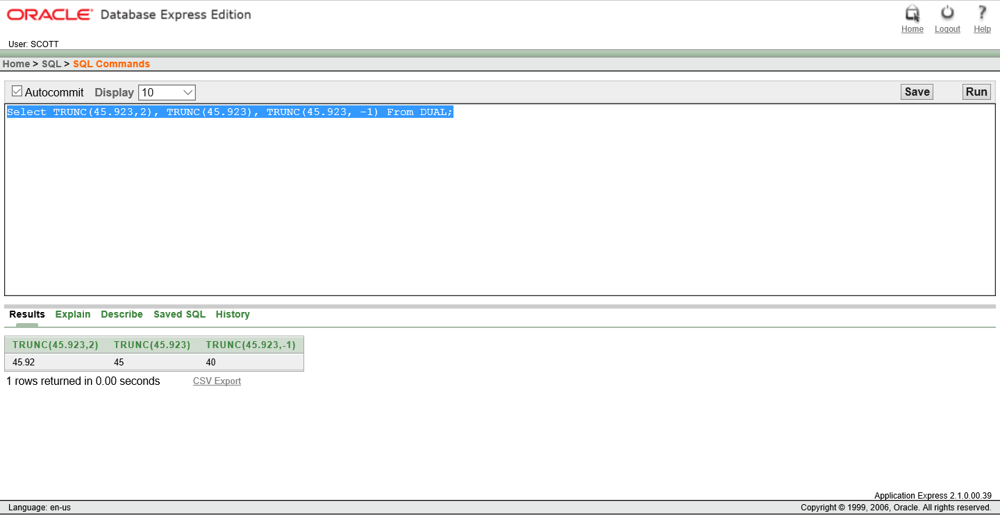 ORACLE® Database Express Edition
Home Logout Help
User: SCOTT
Home > SQL > SQL Commands
Autocommit Display 10 Save Run
Select TRUNC(45.923,2), TRUNC(45.923), TRUNC(45.923, -1) From DUAL;
Results Explain Describe Saved SQL History
TRUNC(45.923,2) TRUNC(45.923) TRUNC(45.923,-1)
45.92 45 40
1 rows returned in 0.00 seconds CSV Export
Application Express 2.1.0.00.39
Language: en-us Copyright © 1999, 2006, Oracle. All rights reserved.